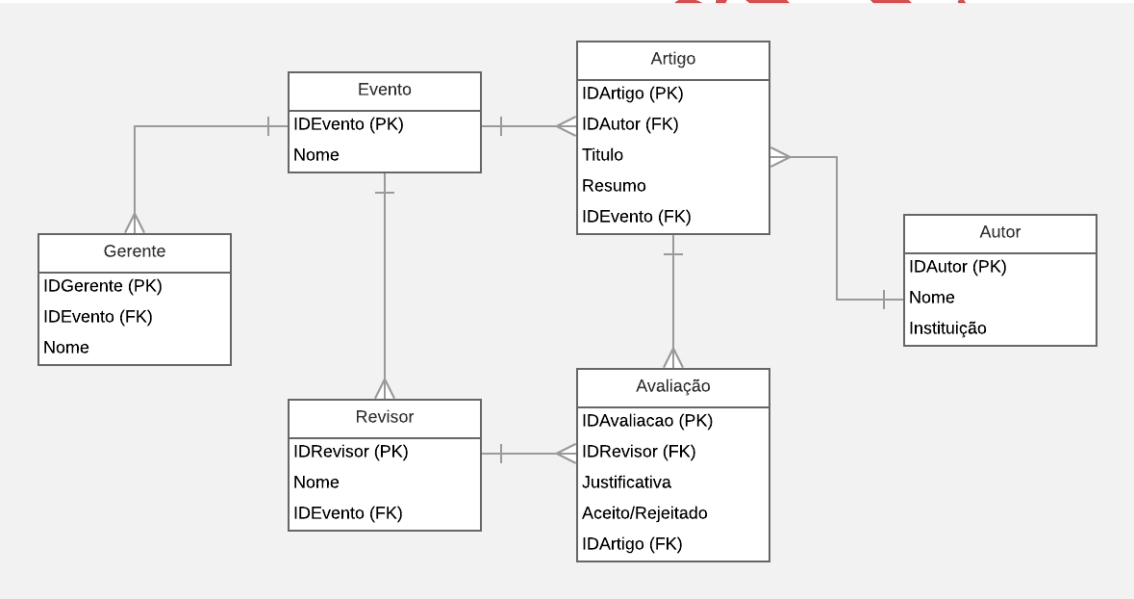 Evento
IDEvento (PK)
Nome
Artigo
IDArtigo (PK)
IDAutor (FK)
Titulo
Resumo
IDEvento (FK)
Gerente
IDGerente (PK)
IDEvento (FK)
Nome
Autor
IDAutor (PK)
Nome
Instituição
Revisor
IDRevisor (PK)
Nome
IDEvento (FK)
Avaliação
IDAvaliacao (PK)
IDRevisor (FK)
Justificativa
Aceito/Rejeitado
IDArtigo (FK)